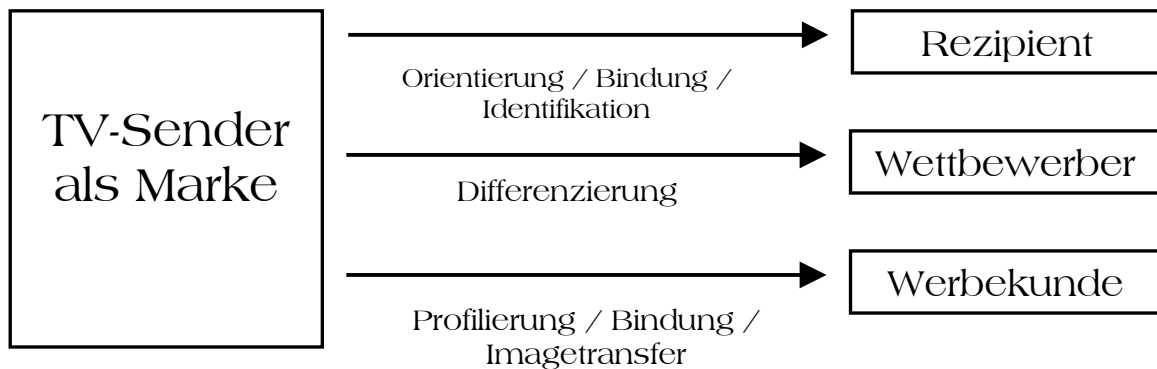 TV-Sender
als Marke
Orientierung / Bindung /
Identifikation
Differenzierung
Profilierung / Bindung /
Imagetransfer
Rezipient
Wettbewerber
Werbekunde